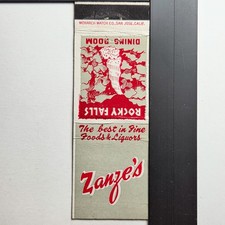 MONARCH MATCH CO., SAN JOSE, CALIF.
DINING ROOM
ROCKY FALLS
The best in Fine
Foods & Liquors
Zanze's